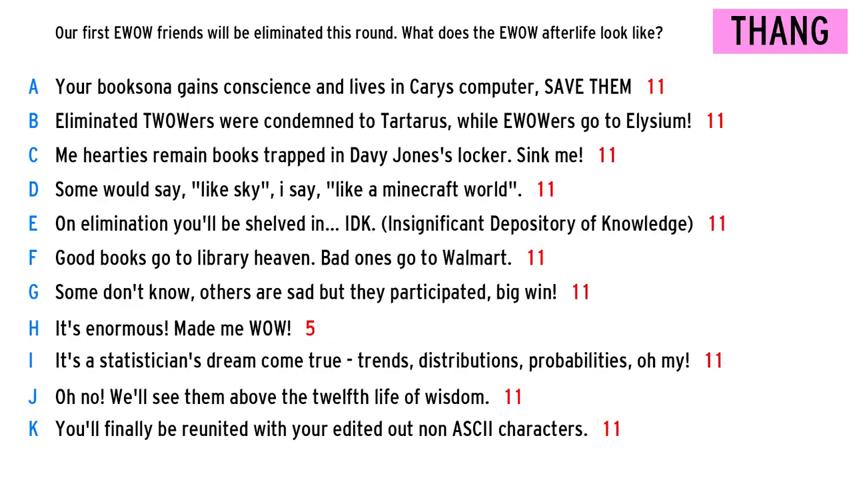 Our first EWOW friends will be eliminated this round. What does the EWOW afterlife look like?
THANG
A Your booksona gains conscience and lives in Carys computer, SAVE THEM 11
B Eliminated TWOWers were condemned to Tartarus, while EWOWers go to Elysium! 11
C Me hearties remain books trapped in Davy Jones's locker. Sink me! 11
D Some would say, "like sky", i say, "like a minecraft world". 11
E On elimination you'll be shelved in... IDK. (Insignificant Depository of Knowledge) 11
F Good books go to library heaven. Bad ones go to Walmart. 11
G Some don't know, others are sad but they participated, big win! 11
H It's enormous! Made me WOW! 5
I It's a statistician's dream come true - trends, distributions, probabilities, oh my! 11
J Oh no! We'll see them above the twelfth life of wisdom. 11
K You'll finally be reunited with your edited out non ASCII characters. 11